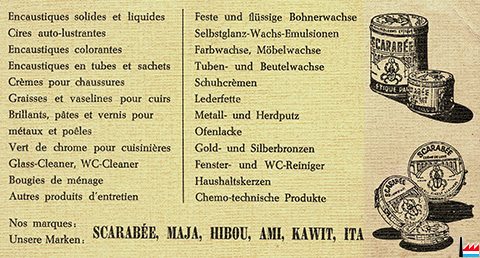 Encaustiques solides et liquides
Cires auto-lustrantes
Encaustiques colorantes
Encaustiques en tubes et sachets
Crèmes pour chaussures
Graisses et vaselines pour cuirs
Brillants, pâtes et vernis pour
métaux et poêles
Vert de chrome pour cuisinières
Glass-Cleaner, WC-Cleaner
Bougies de ménage
Autres produits d'entretien
Feste und flüssige Bohnerwachse
Selbstglanz-Wachs-Emulsionen
Farbwachse, Möbelwachse
Tuben- und Beutelwachse
Schuhcrèmen
Lederfette
Metall- und Herdputz
Ofenlacke
Gold- und Silberbronzen
Fenster- und WC-Reiniger
Haushaltskerzen
Chemo-technische Produkte
Nos marques:
Unsere Marken:
SCARABÉE, MAJA, HIBOU, AMI, KAWIT, ITA
SCARABÉE
SCARABÉE